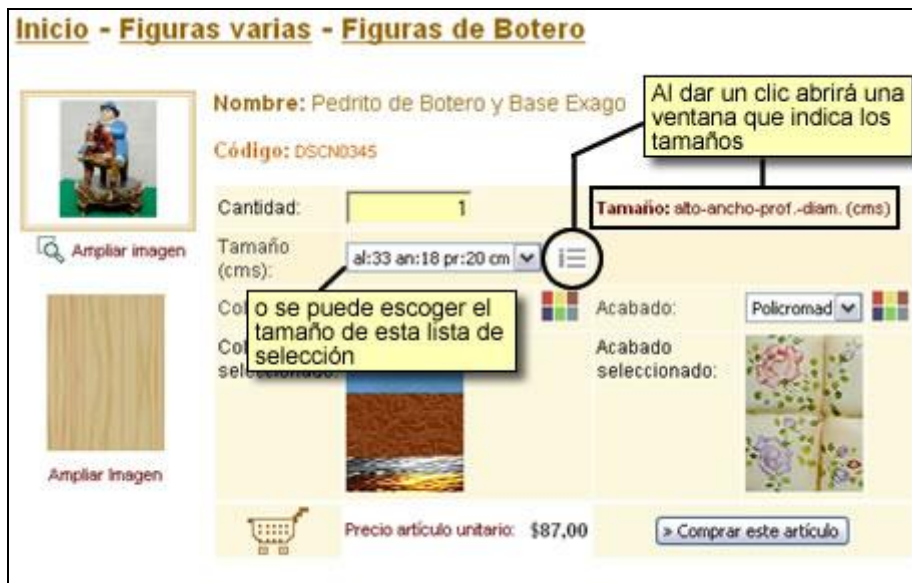 Inicio - Figuras varias - Figuras de Botero
Nombre: Pedrito de Botero y Base Exago
Al dar un clic abrirá una
ventana que indica los
tamaños
Código: DSCN0345
Cantidad: 1
Tamaño: alto-ancho-prof.-diam. (cms)
Ampliar imagen
Tamaño
(cms):
al:33 an:18 pr:20 cm
o se puede escoger el
tamaño de esta lista de
selección
Acabado: Policromad
Acabado
seleccionado:
Ampliar Imagen
Precio artículo unitario: $87,00
» Comprar este artículo